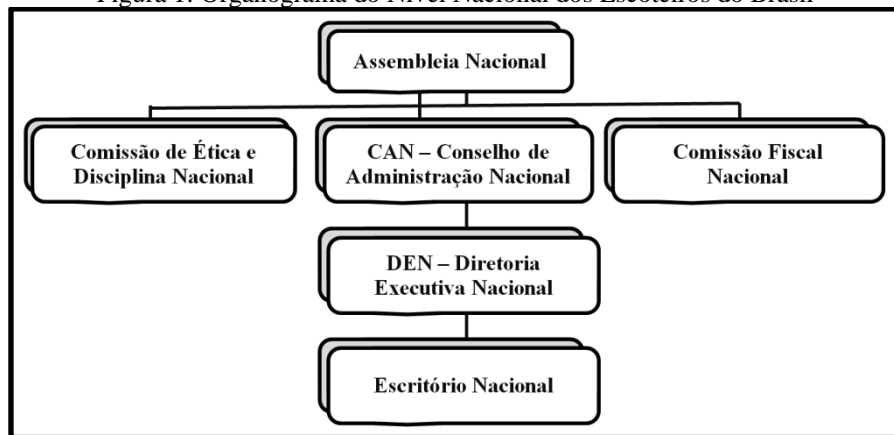 Figura 1: Organograma do Nível Nacional dos Escoteiros do Brasil
Assembleia Nacional
Comissão de Ética e
Disciplina Nacional
CAN – Conselho de
Administração Nacional
Comissão Fiscal
Nacional
DEN – Diretoria
Executiva Nacional
Escritório Nacional